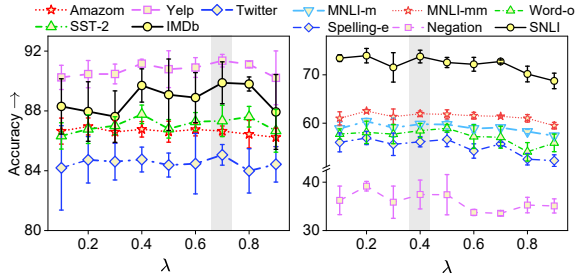 Amazom Yelp Twitter
SST-2 IMDb
MNLI-m MNLI-mm Word-o
Spelling-e Negation SNLI
Accuracy→
92
88
84
80
0.2 0.4 0.6 0.8
λ
70
60
40
30
0.2 0.4 0.6 0.8
λ